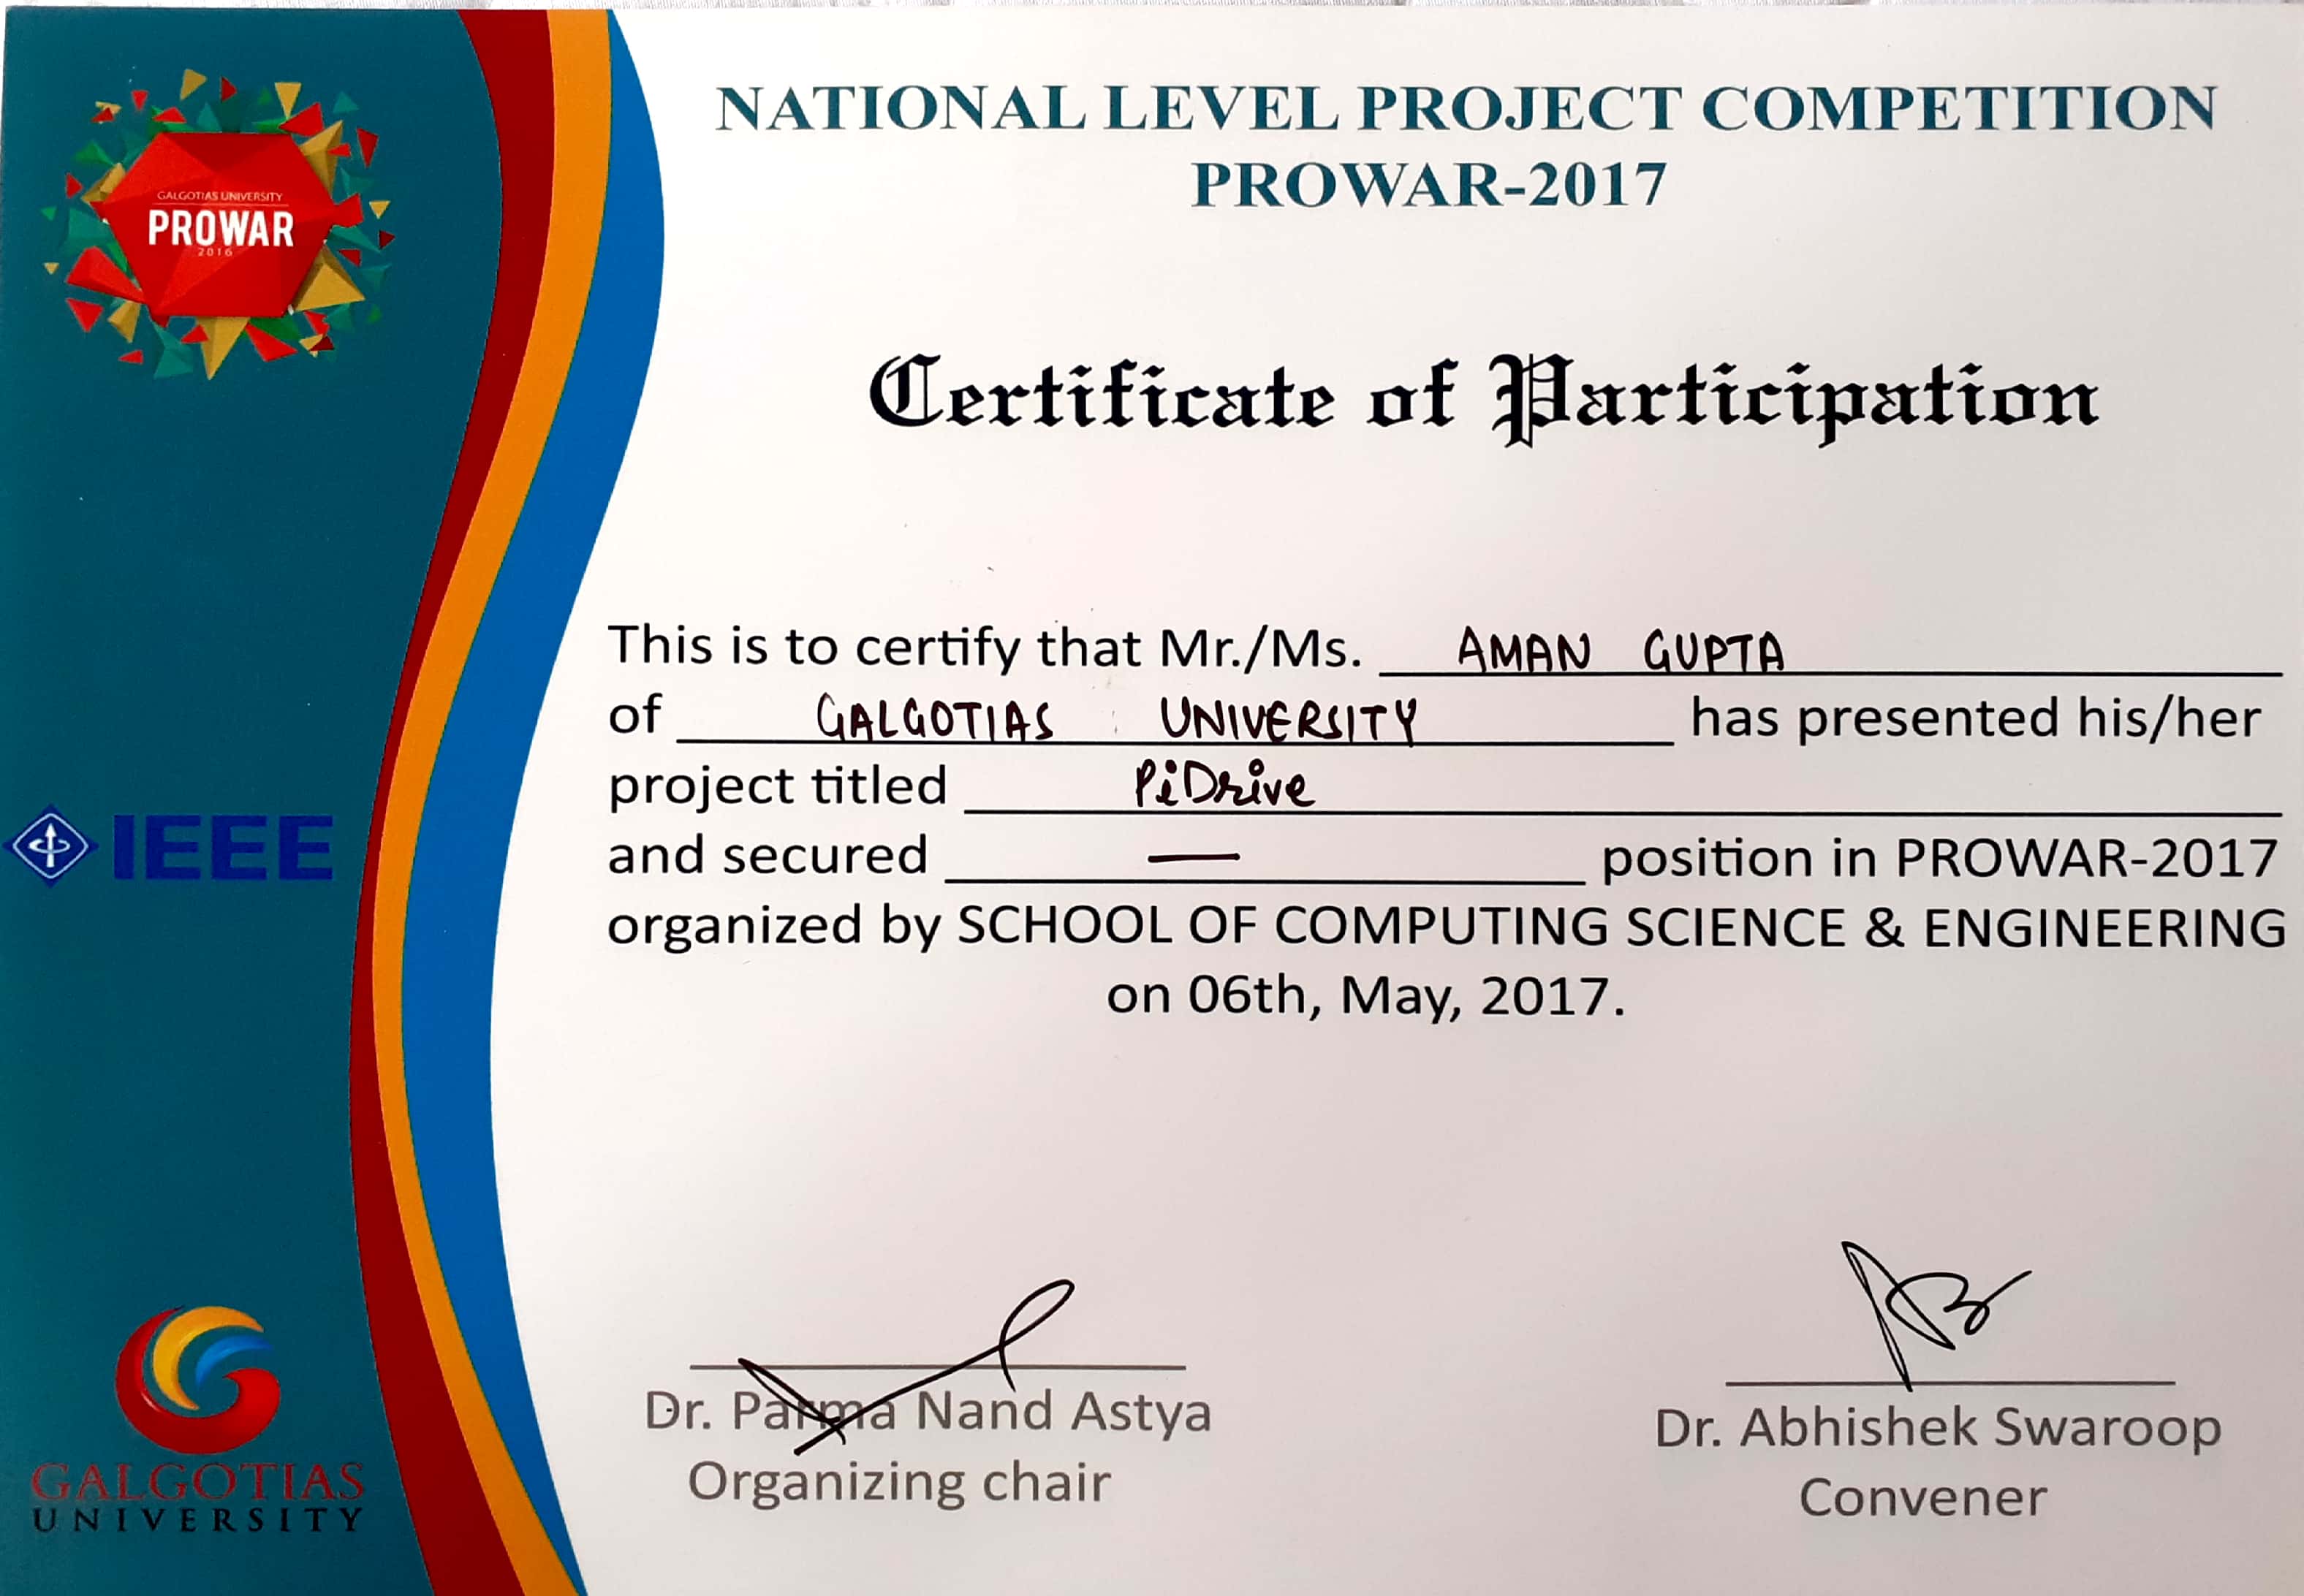 NATIONAL LEVEL PROJECT COMPETITION
PROWAR-2017
GALGOTIAS UNIVERSITY
PROWAR
2016
Certificate of Participation
This is to certify that Mr./Ms. AMAN GUPTA
of GALGOTIAS UNIVERSITY has presented his/her
project titled PiDrive
and secured — position in PROWAR-2017
organized by SCHOOL OF COMPUTING SCIENCE & ENGINEERING
on 06th, May, 2017.
IEEE
Dr. Parma Nand Astya
Organizing chair
Dr. Abhishek Swaroop
Convener
GALGOTIAS
UNIVERSITY